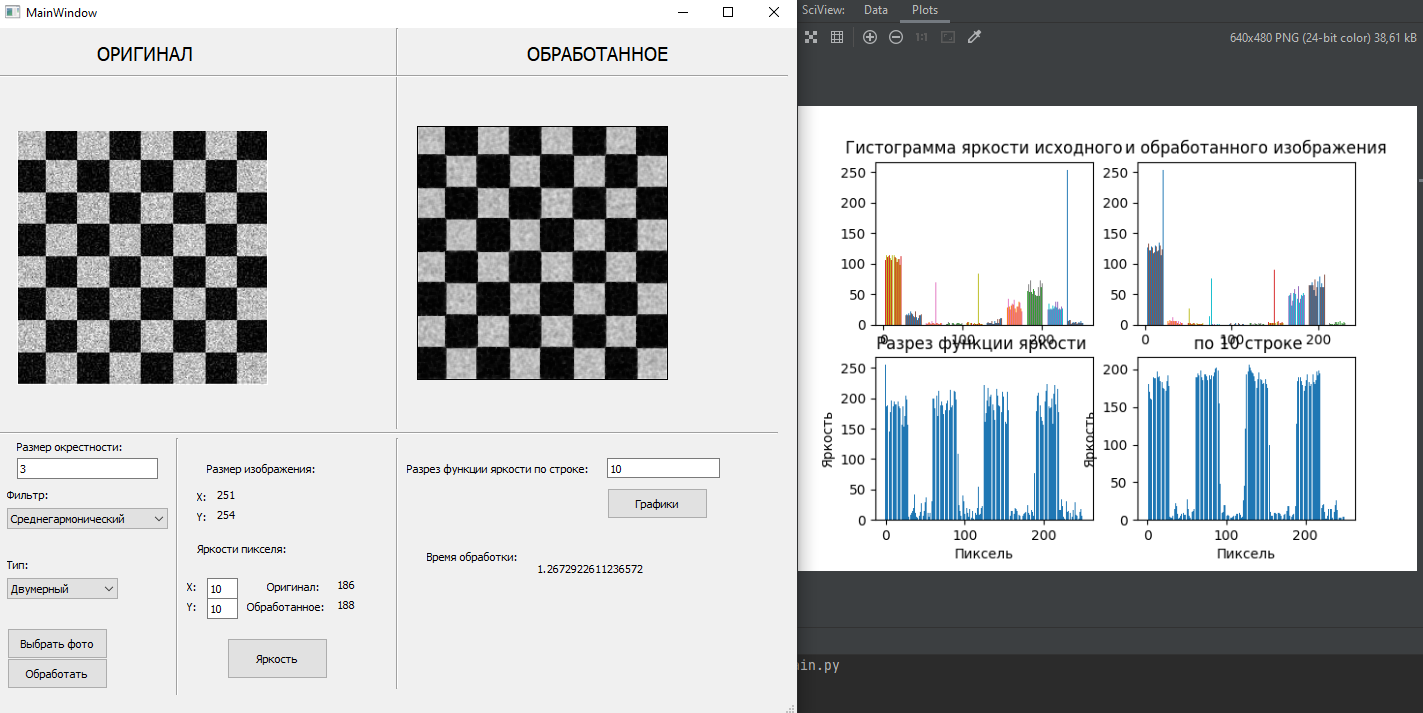 MainWindow
ОРИГИНАЛ
ОБРАБОТАННОЕ
Размер окрестности:
3
Фильтр:
Среднегармонический
Тип:
Двумерный
Выбрать фото
Обработать
Размер изображения:
X: 251
Y: 254
Яркости пикселя:
X: 10 Оригинал: 186
Y: 10 Обработанное: 188
Яркость
Разрез функции яркости по строке: 10
Графики
Время обработки:
1.2672922611236572
SciView: Data Plots
1:1
640x480 PNG (24-bit color) 38,61 kB
Гистограмма яркости исходного и обработанного изображения
250
200
150
100
50
0
0 100 200
250
200
150
100
50
0
0 100 200
Разрез функции яркости по 10 строке
Яркость
250
200
150
100
50
0
0 100 200
Пиксель
Яркость
200
150
100
50
0
0 100 200
Пиксель
in.py